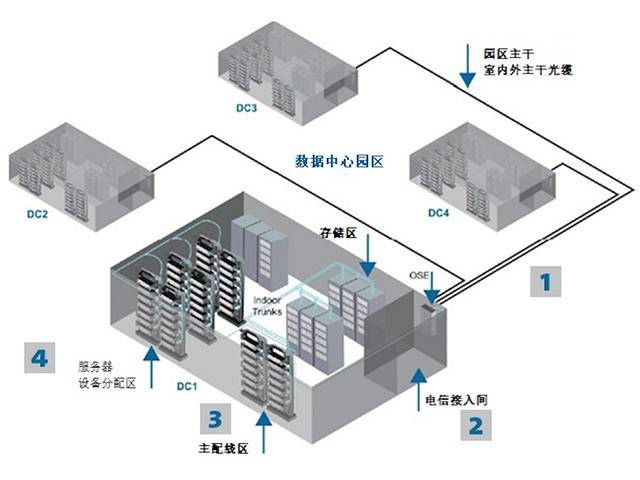 园区主干
室内外主干光缆
DC3
数据中心园区
DC2
DC4
存储区
OSE
1
Indoor
Trunks
4
服务器
设备分配区
DC1
电信接入间
3
2
主配线区